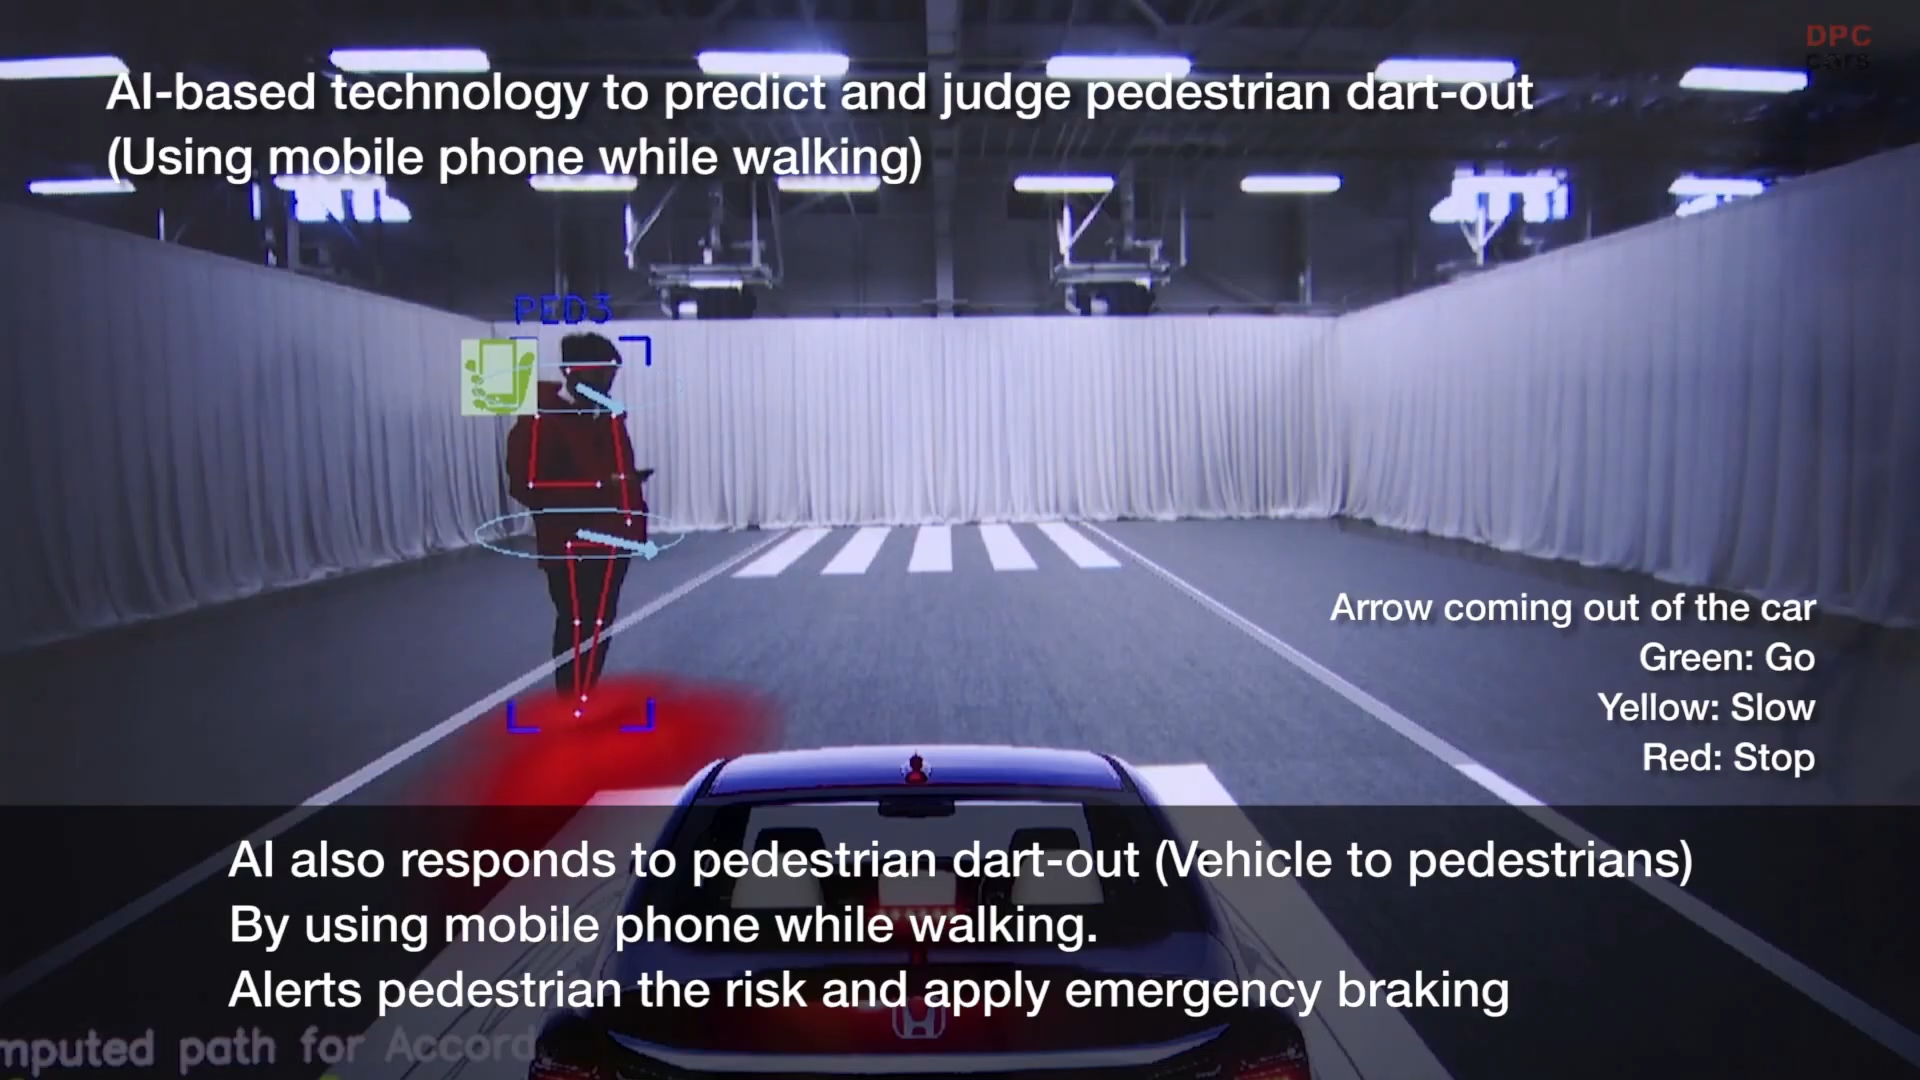 DPC
cars
AI-based technology to predict and judge pedestrian dart-out
(Using mobile phone while walking)
PED3
Arrow coming out of the car
Green: Go
Yellow: Slow
Red: Stop
AI also responds to pedestrian dart-out (Vehicle to pedestrians)
By using mobile phone while walking.
Alerts pedestrian the risk and apply emergency braking
mputed path for Accord.